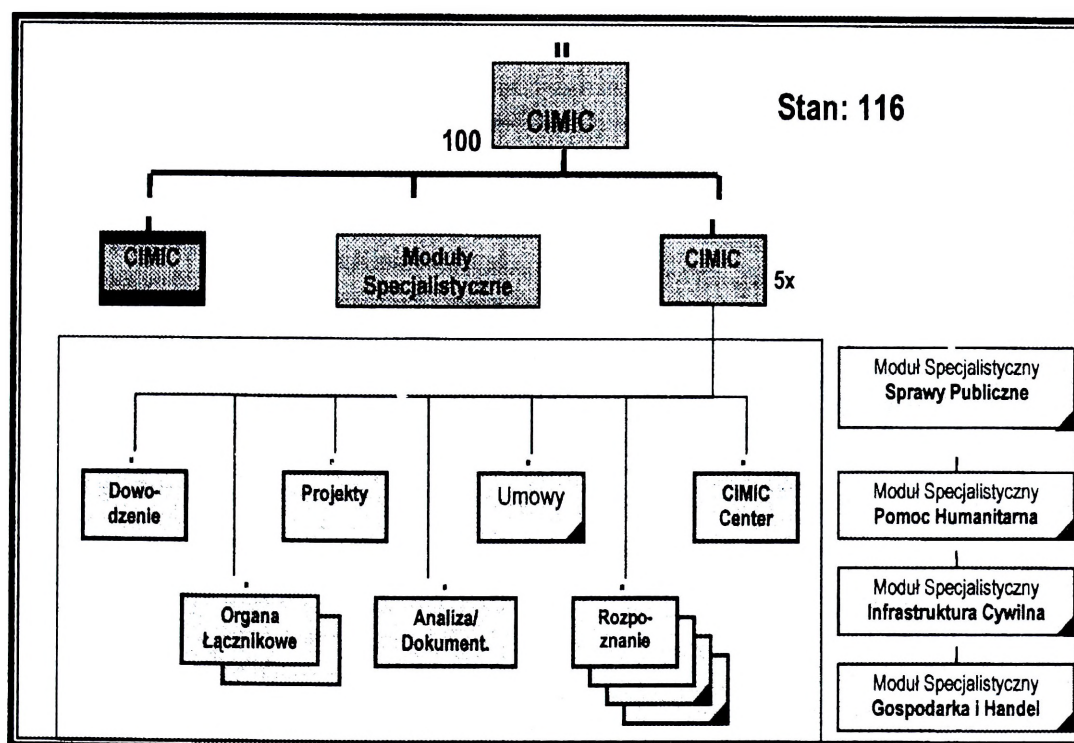 CIMIC
100
Stan: 116
CIMIC
Moduły
Specjalistyczne
CIMIC
5x
Dowo-
dzenie
Projekty
Umowy
CIMIC
Center
Organa
Łącznikowe
Analiza/
Dokument.
Rozpo-
znanie
Moduł Specjalistyczny
Sprawy Publiczne
Moduł Specjalistyczny
Pomoc Humanitarna
Moduł Specjalistyczny
Infrastruktura Cywilna
Moduł Specjalistyczny
Gospodarka i Handel